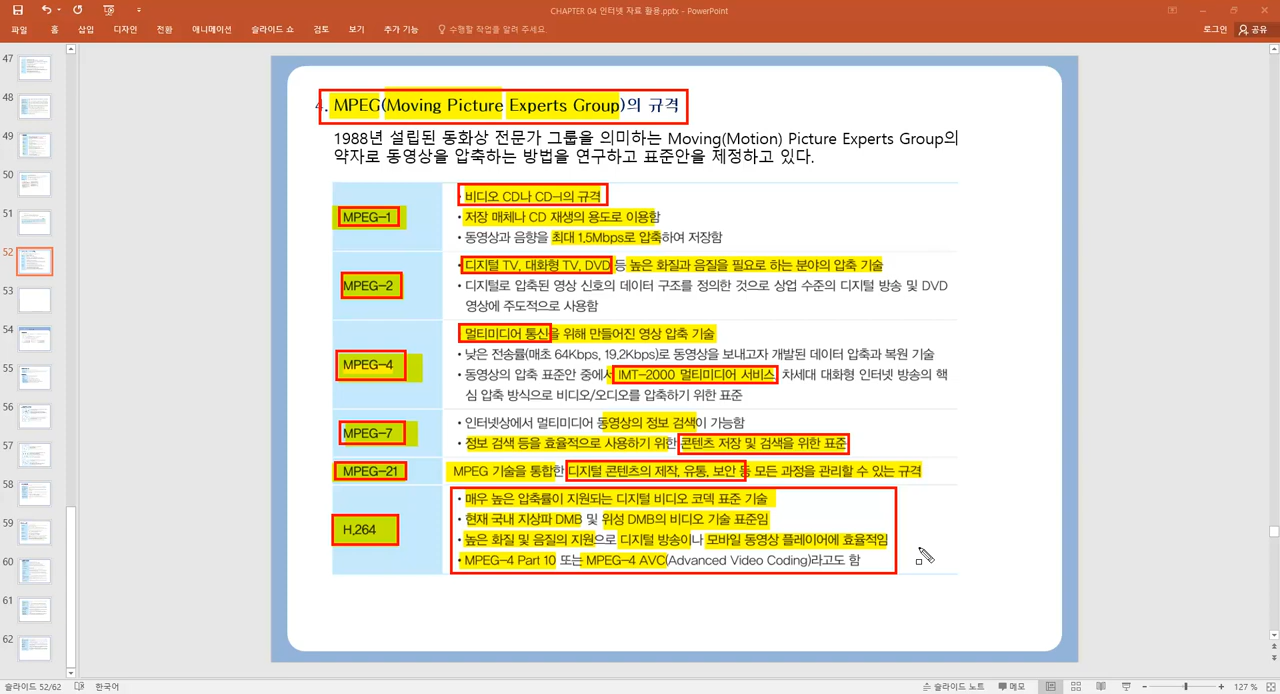 CHAPTER 04 인터넷 자료 활용.pptx - PowerPoint
파일 홈 삽입 디자인 전환 애니메이션 슬라이드 쇼 검토 보기 추가 기능 수행할 작업을 알려 주세요. 로그인 공유
47
48
49
50
51
52
53
54
55
56
57
58
59
60
61
62
4. MPEG(Moving Picture Experts Group)의 규격
1988년 설립된 동화상 전문가 그룹을 의미하는 Moving(Motion) Picture Experts Group의
약자로 동영상을 압축하는 방법을 연구하고 표준안을 제정하고 있다.
MPEG-1
• 비디오 CD나 CD-I의 규격
• 저장 매체나 CD 재생의 용도로 이용함
• 동영상과 음향을 최대 1.5Mbps로 압축하여 저장함
MPEG-2
• 디지털 TV, 대화형 TV, DVD 등 높은 화질과 음질을 필요로 하는 분야의 압축 기술
• 디지털로 압축된 영상 신호의 데이터 구조를 정의한 것으로 상업 수준의 디지털 방송 및 DVD
영상에 주도적으로 사용함
MPEG-4
• 멀티미디어 통신을 위해 만들어진 영상 압축 기술
• 낮은 전송률(매초 64Kbps, 19.2Kbps)로 동영상을 보내고자 개발된 데이터 압축과 복원 기술
• 동영상의 압축 표준안 중에서 IMT-2000 멀티미디어 서비스, 차세대 대화형 인터넷 방송의 핵
심 압축 방식으로 비디오/오디오를 압축하기 위한 표준
MPEG-7
• 인터넷상에서 멀티미디어 동영상의 정보 검색이 가능함
• 정보 검색 등을 효율적으로 사용하기 위한 콘텐츠 저장 및 검색을 위한 표준
MPEG-21
MPEG 기술을 통합한 디지털 콘텐츠의 제작, 유통, 보안 등 모든 과정을 관리할 수 있는 규격
H.264
• 매우 높은 압축률이 지원되는 디지털 비디오 코덱 표준 기술
• 현재 국내 지상파 DMB 및 위성 DMB의 비디오 기술 표준임
• 높은 화질 및 음질의 지원으로 디지털 방송이나 모바일 동영상 플레이어에 효율적임
• MPEG-4 Part 10 또는 MPEG-4 AVC(Advanced Video Coding)라고도 함
슬라이드 52/62 한국어 슬라이드 노트 메모 127 %